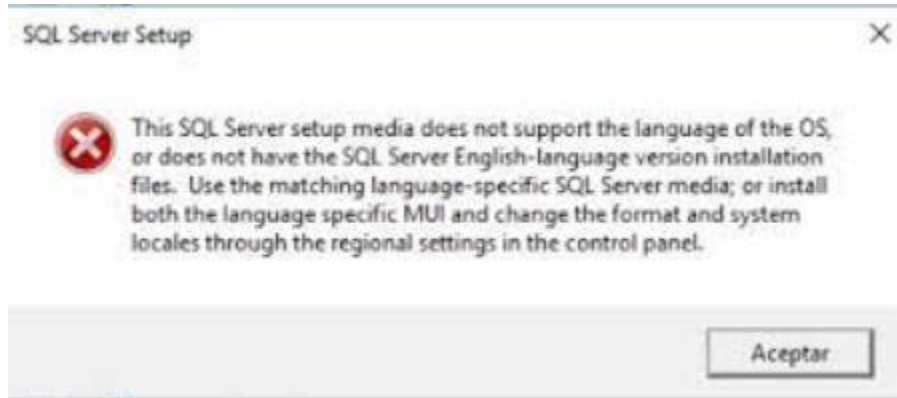 SQL Server Setup
This SQL Server setup media does not support the language of the OS,
or does not have the SQL Server English-language version installation
files. Use the matching language-specific SQL Server media; or install
both the language specific MUI and change the format and system
locales through the regional settings in the control panel.
Aceptar